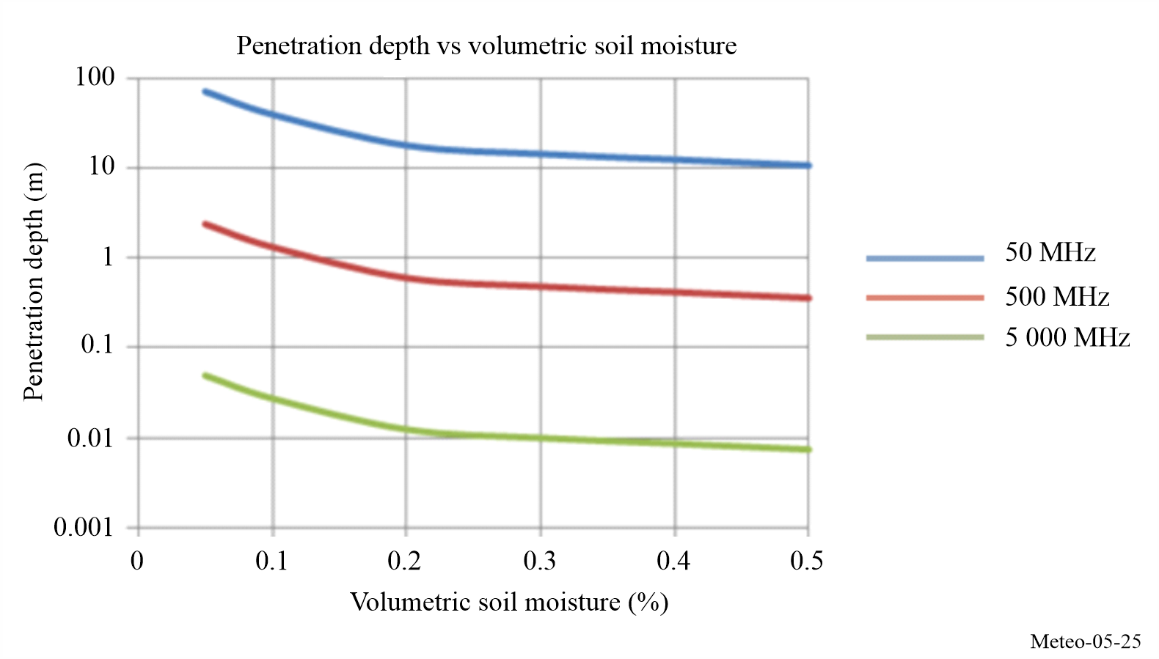 Penetration depth vs volumetric soil moisture
100
10
1
0.1
0.01
0.001
Penetration depth (m)
0 0.1 0.2 0.3 0.4 0.5
Volumetric soil moisture (%)
50 MHz
500 MHz
5 000 MHz
Meteo-05-25